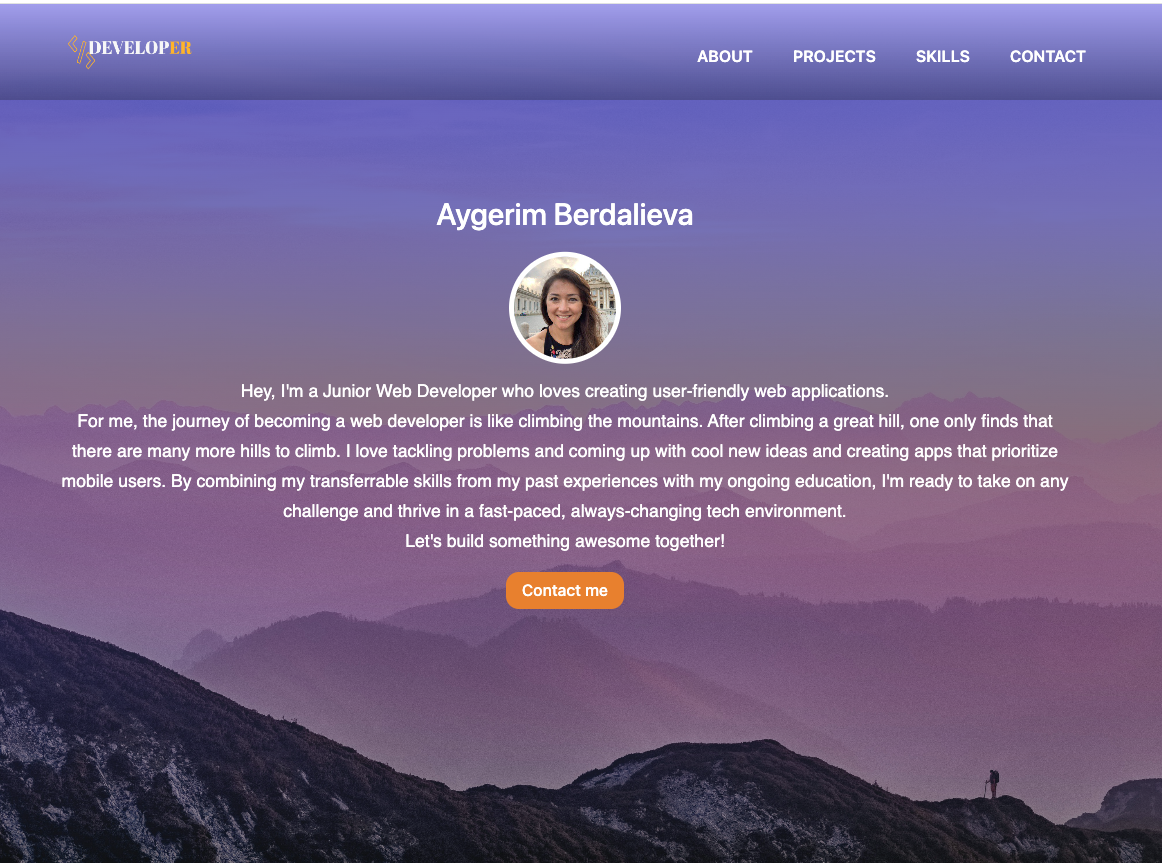 DEVELOPER
ABOUT PROJECTS SKILLS CONTACT
Aygerim Berdalieva
Hey, I'm a Junior Web Developer who loves creating user-friendly web applications.
For me, the journey of becoming a web developer is like climbing the mountains. After climbing a great hill, one only finds that
there are many more hills to climb. I love tackling problems and coming up with cool new ideas and creating apps that prioritize
mobile users. By combining my transferrable skills from my past experiences with my ongoing education, I'm ready to take on any
challenge and thrive in a fast-paced, always-changing tech environment.
Let's build something awesome together!
Contact me